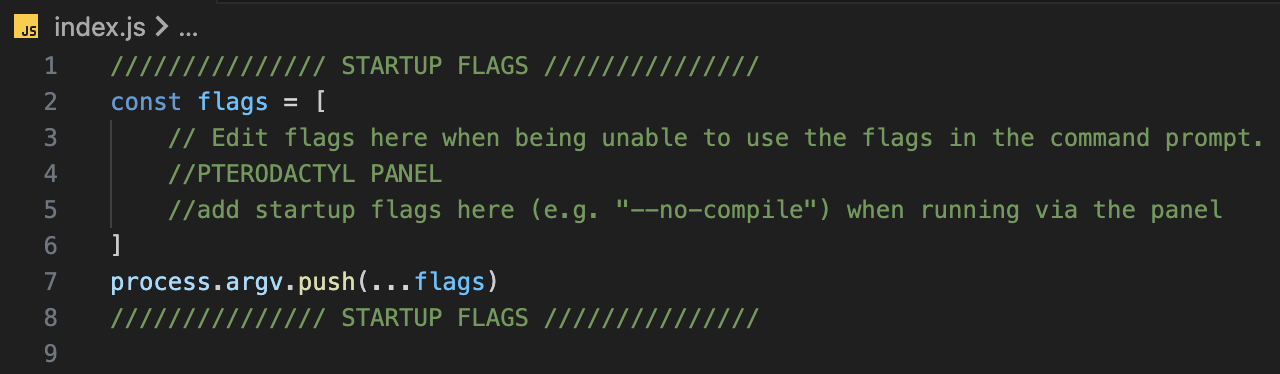 JS index.js > ...
1 /////////////// STARTUP FLAGS ///////////////
2 const flags = [
3 // Edit flags here when being unable to use the flags in the command prompt.
4 //PTERODACTYL PANEL
5 //add startup flags here (e.g. "--no-compile") when running via the panel
6 ]
7 process.argv.push(...flags)
8 /////////////// STARTUP FLAGS ///////////////
9